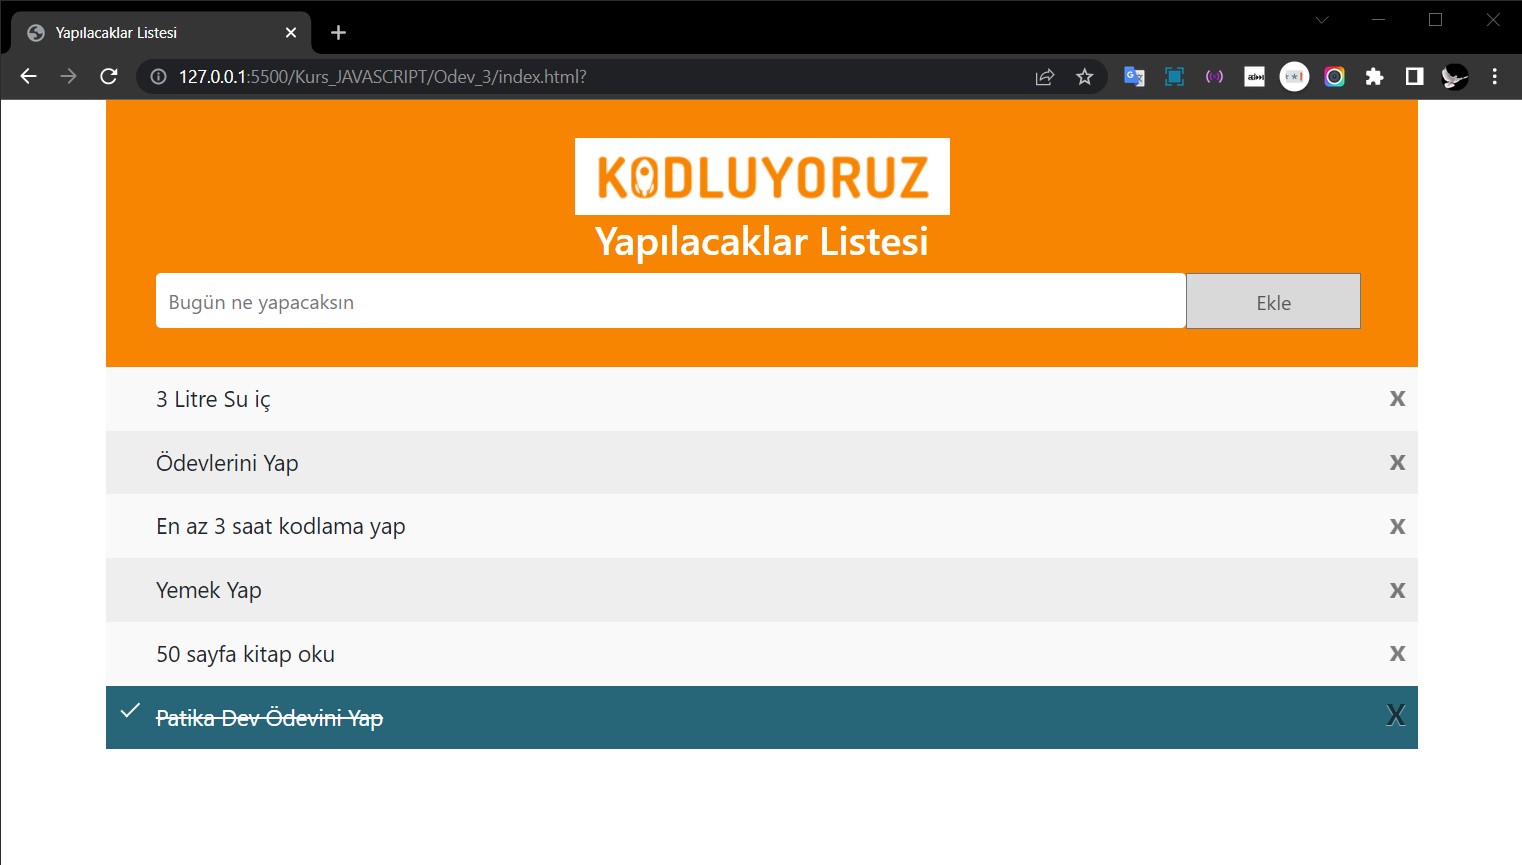 Yapılacaklar Listesi
127.0.0.1:5500/Kurs_JAVASCRIPT/Odev_3/index.html?
KODLUYORUZ
Yapılacaklar Listesi
Bugün ne yapacaksın
Ekle
3 Litre Su iç
x
Ödevlerini Yap
x
En az 3 saat kodlama yap
x
Yemek Yap
x
50 sayfa kitap oku
x
Patika Dev Ödevini Yap
X